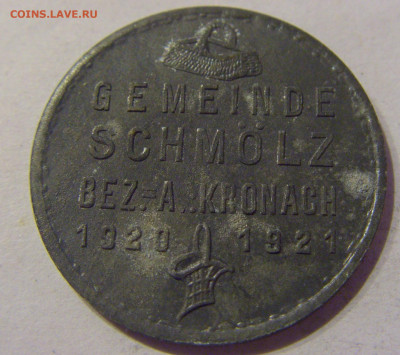 COINS.LAVE.RU
GEMEINDE
SCHMÖLZ
BEZ.-A. KRONACH
1920 1921